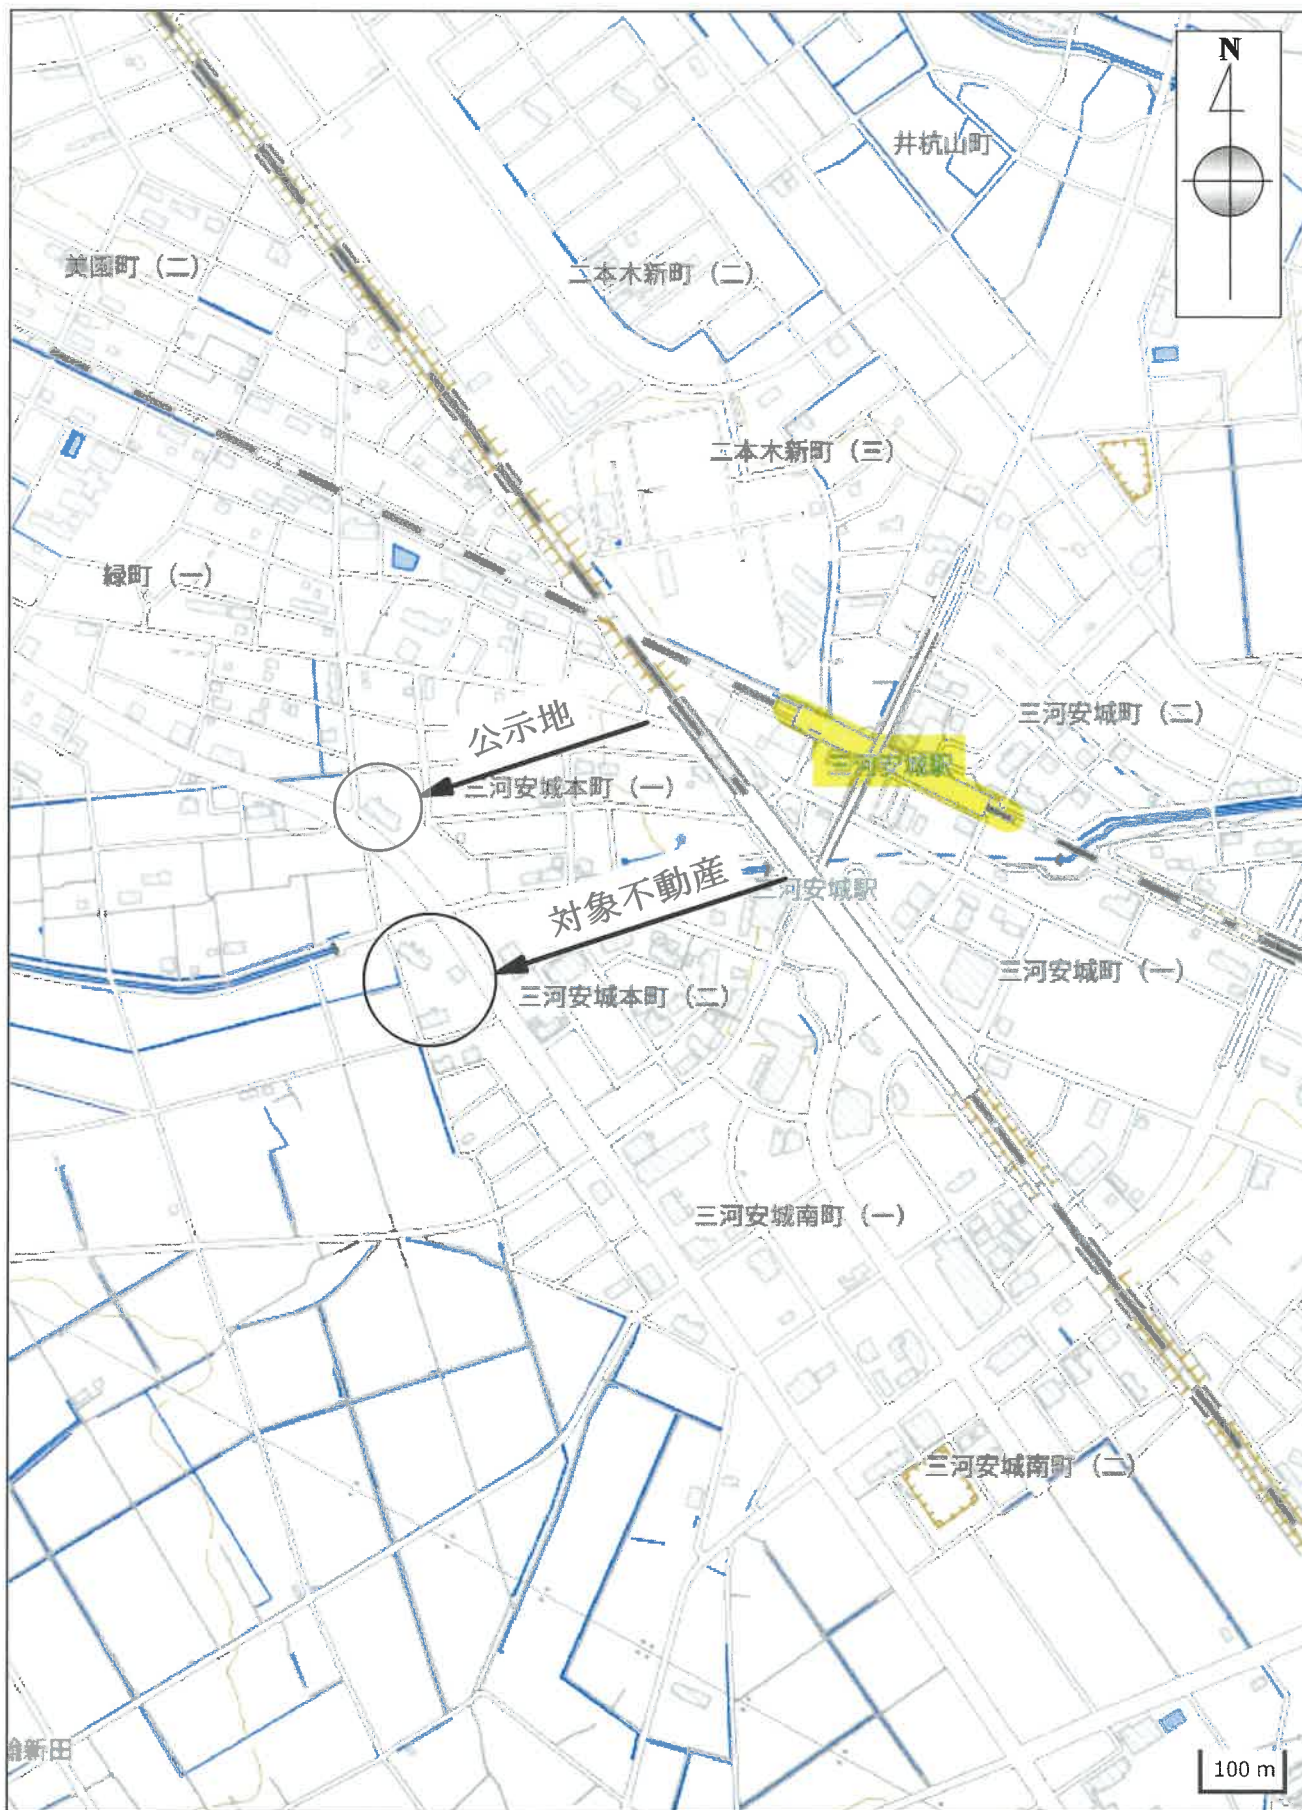 N
井杭山町
美園町（二）
二本木新町（二）
二本木新町（三）
緑町（一）
三河安城町（二）
公示地
三河安城駅
三河安城本町（一）
対象不動産
三河安城駅
三河安城町（一）
三河安城本町（二）
三河安城南町（一）
三河安城南町（二）
新田
100 m